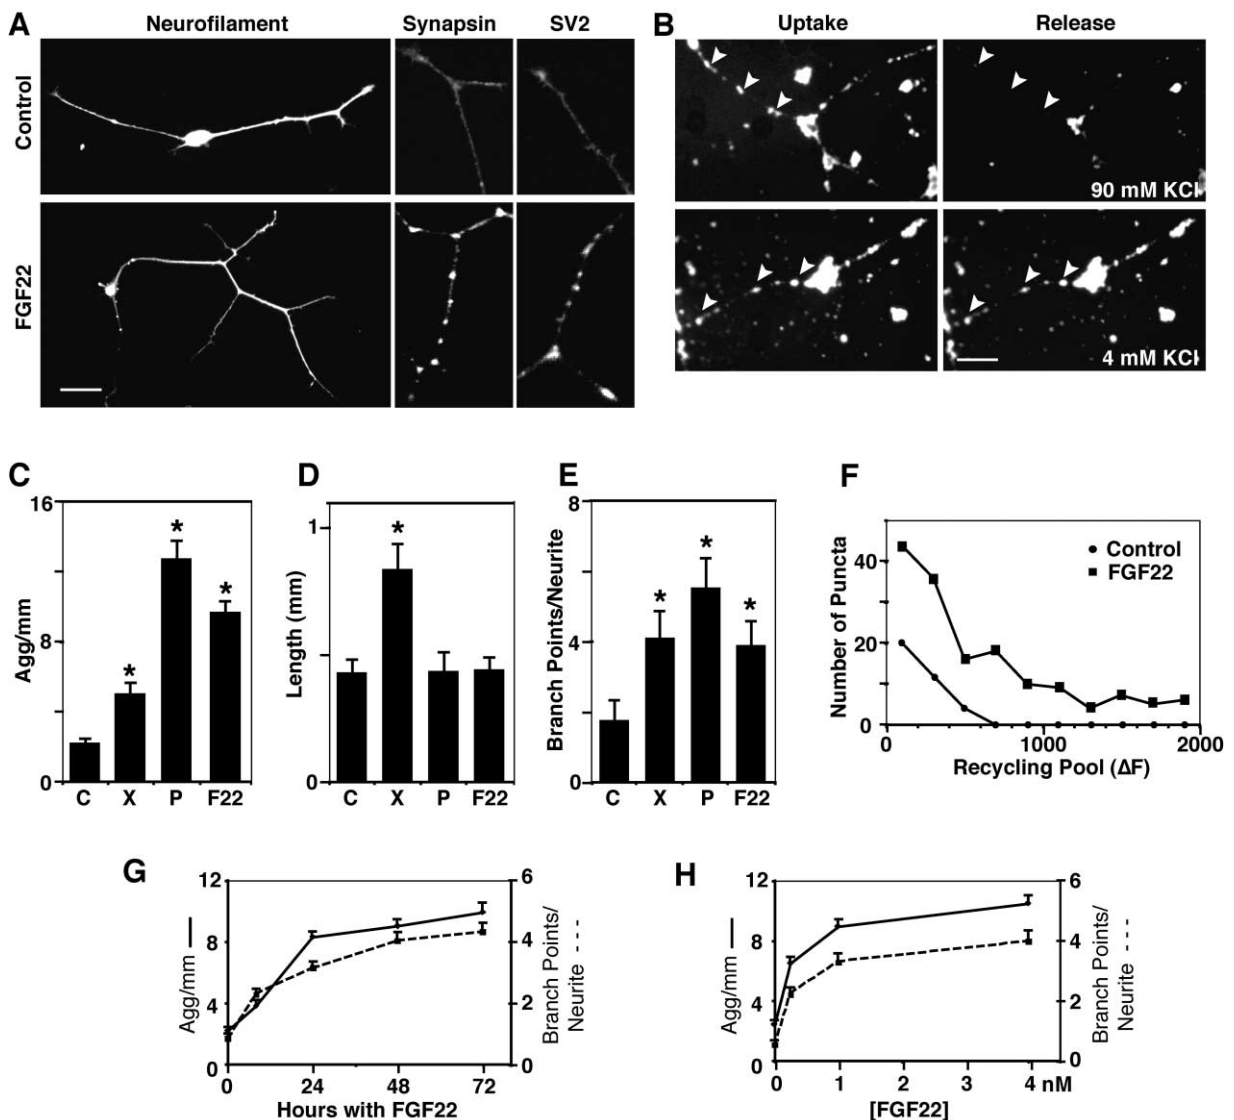 A
Neurofilament
Synapsin
SV2
B
Uptake
Release
Control
90 mM KCl
FGF22
4 mM KCl
C
16
8
0
Agg/mm
*
*
*
C X P F22
D
1
0
Length (mm)
*
C X P F22
E
8
4
0
Branch Points/Neurite
*
*
*
C X P F22
F
40
20
0
Number of Puncta
Control
FGF22
0 1000 2000
Recycling Pool (ΔF)
G
12
8
4
0
Agg/mm
6
4
2
0
Branch Points/
Neurite
0 24 48 72
Hours with FGF22
H
12
8
4
0
Agg/mm
6
4
2
0
Branch Points/
Neurite
0 1 2 3 4 nM
[FGF22]